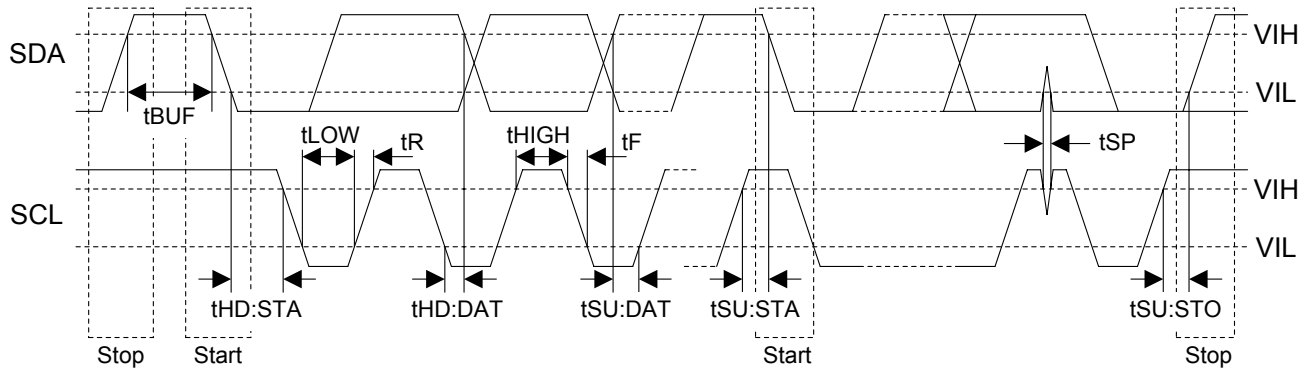 SDA
VIH
VIL
tBUF
tLOW
tR
tHIGH
tF
tSP
SCL
VIH
VIL
tHD:STA
tHD:DAT
tSU:DAT
tSU:STA
tSU:STO
Stop
Start
Start
Stop